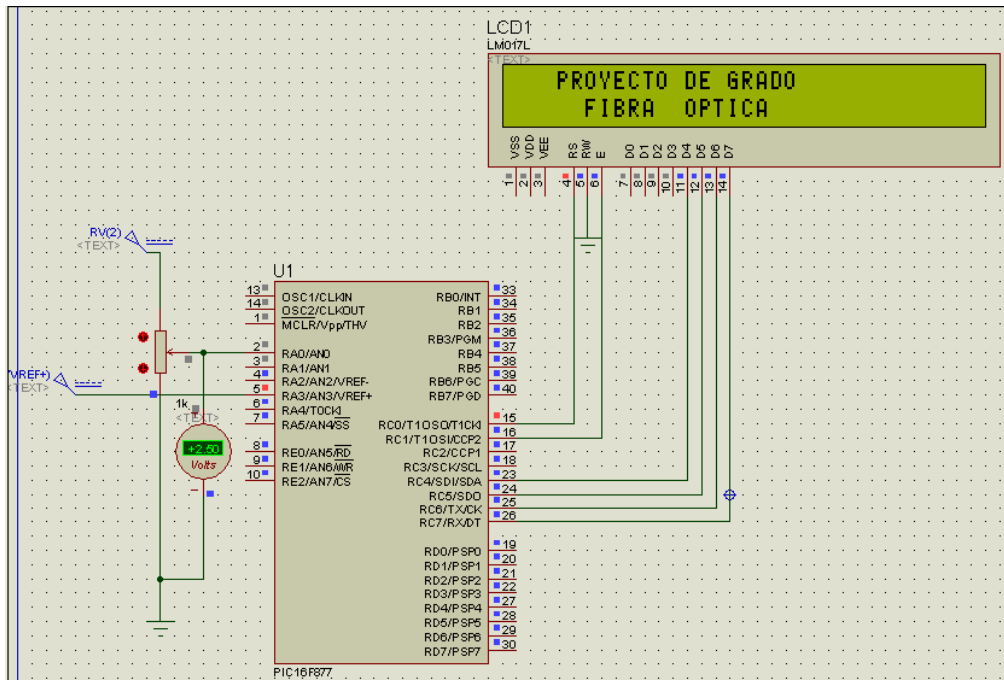 LCD1
LM017L
<TEXT>
PROYECTO DE GRADO
FIBRA OPTICA
VSS VDD VEE RS RW E D0 D1 D2 D3 D4 D5 D6 D7
1 2 3 4 5 6 7 8 9 10 11 12 13 14
RV(2)
<TEXT>
VREF+)
<TEXT>
1k
<TEXT>
+2.50
Volts
U1
13 OSC1/CLKIN
14 OSC2/CLKOUT
1 MCLR/Vpp/THV
2 RA0/AN0
3 RA1/AN1
4 RA2/AN2/VREF-
5 RA3/AN3/VREF+
6 RA4/T0CKI
7 RA5/AN4/SS
8 RE0/AN5/RD
9 RE1/AN6/WR
10 RE2/AN7/CS
RB0/INT 33
RB1 34
RB2 35
RB3/PGM 36
RB4 37
RB5 38
RB6/PGC 39
RB7/PGD 40
RC0/T1OSO/T1CKI 15
RC1/T1OSI/CCP2 16
RC2/CCP1 17
RC3/SCK/SCL 18
RC4/SDI/SDA 23
RC5/SDO 24
RC6/TX/CK 25
RC7/RX/DT 26
RD0/PSP0 19
RD1/PSP1 20
RD2/PSP2 21
RD3/PSP3 22
RD4/PSP4 27
RD5/PSP5 28
RD6/PSP6 29
RD7/PSP7 30
PIC16F877